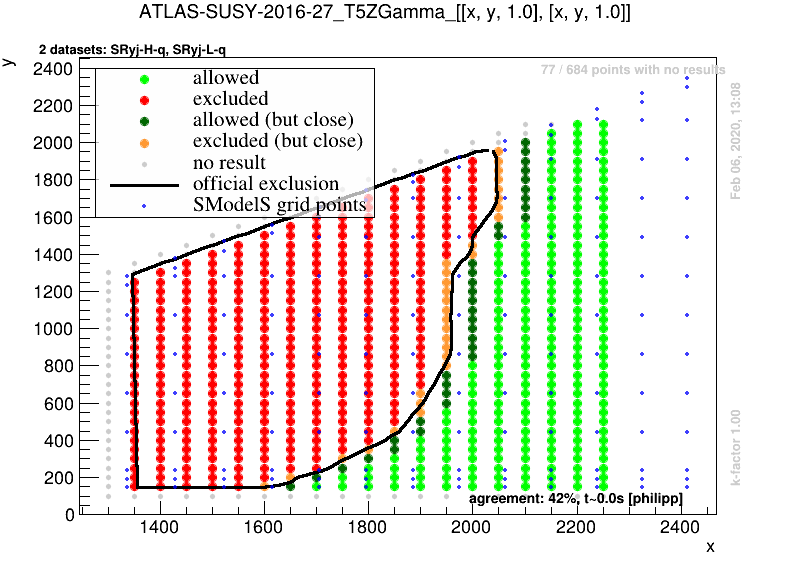 ATLAS-SUSY-2016-27_T5ZGamma_[[x, y, 1.0], [x, y, 1.0]]
2 datasets: SRyj-H-q, SRyj-L-q
77 / 684 points with no results
y
2400
2200
2000
1800
1600
1400
1200
1000
800
600
400
200
0
allowed
excluded
allowed (but close)
excluded (but close)
no result
official exclusion
SModelS grid points
Feb 06, 2020, 13:08
k-factor 1.00
agreement: 42%, t~0.0s [philipp]
1400 1600 1800 2000 2200 2400
x